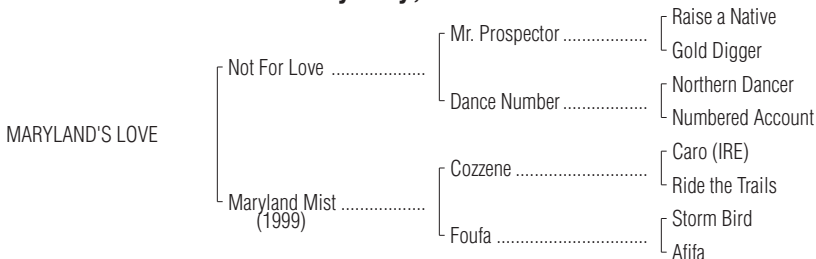 Raise a Native
Mr. Prospector ....................
Gold Digger
Not For Love ....................
Northern Dancer
Dance Number ....................
Numbered Account
MARYLAND'S LOVE
Caro (IRE)
Cozzene ...............................
Ride the Trails
Maryland Mist ..................
(1999)
Storm Bird
Foufa ...................................
Afifa